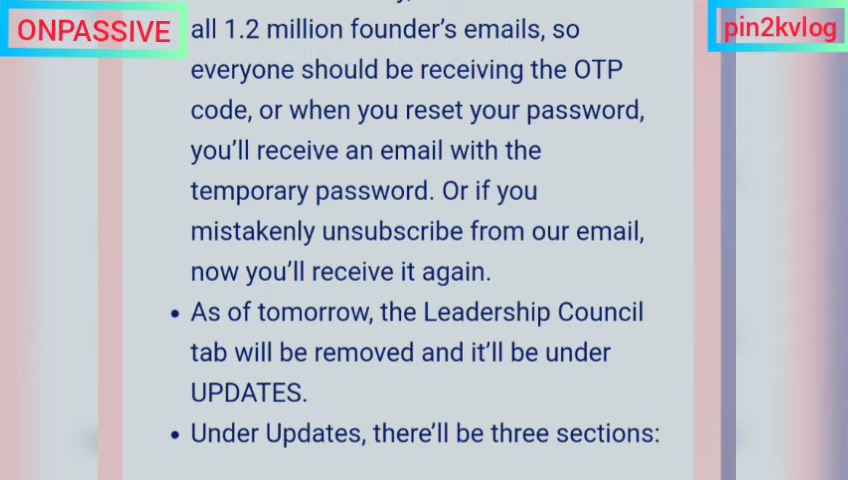 ONPASSIVE
pin2kvlog
all 1.2 million founder’s emails, so
everyone should be receiving the OTP
code, or when you reset your password,
you’ll receive an email with the
temporary password. Or if you
mistakenly unsubscribe from our email,
now you’ll receive it again.
• As of tomorrow, the Leadership Council
tab will be removed and it’ll be under
UPDATES.
• Under Updates, there’ll be three sections: